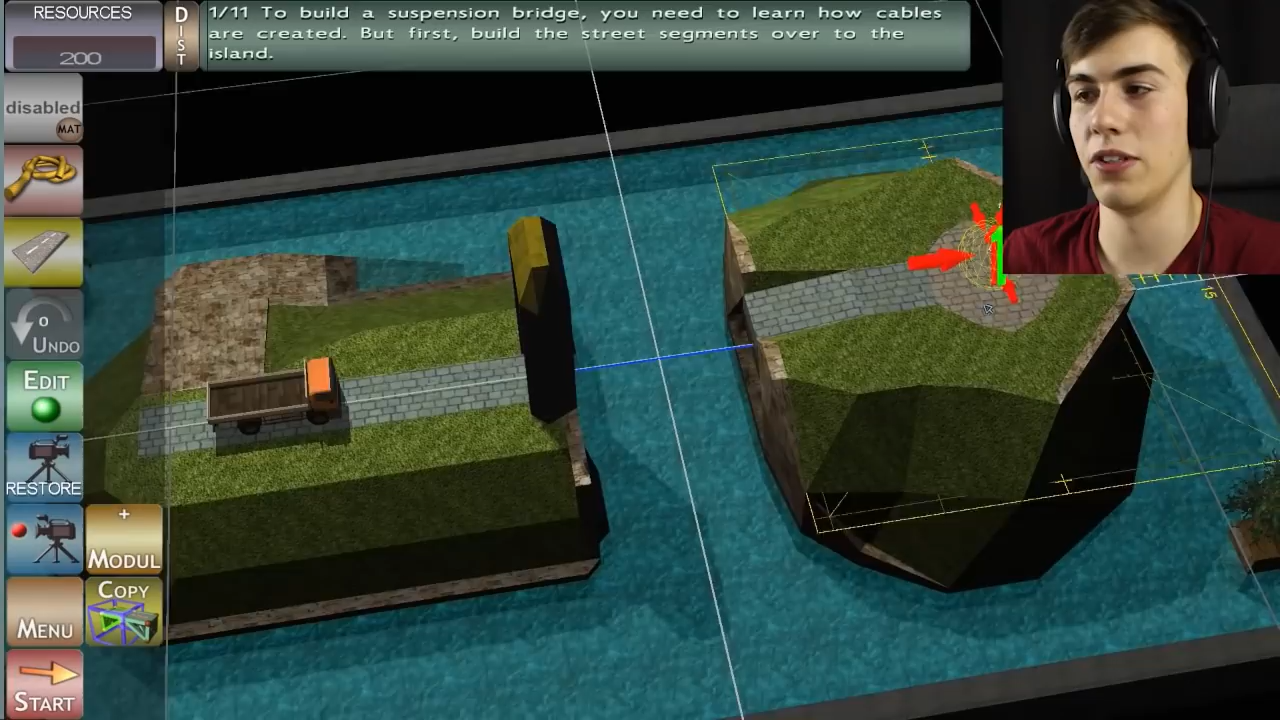 RESOURCES
200
DIST
1/11 To build a suspension bridge, you need to learn how cables
are created. But first, build the street segments over to the
island.
disabled
MAT
0
UNDO
EDIT
RESTORE
+
MODUL
COPY
MENU
START
15